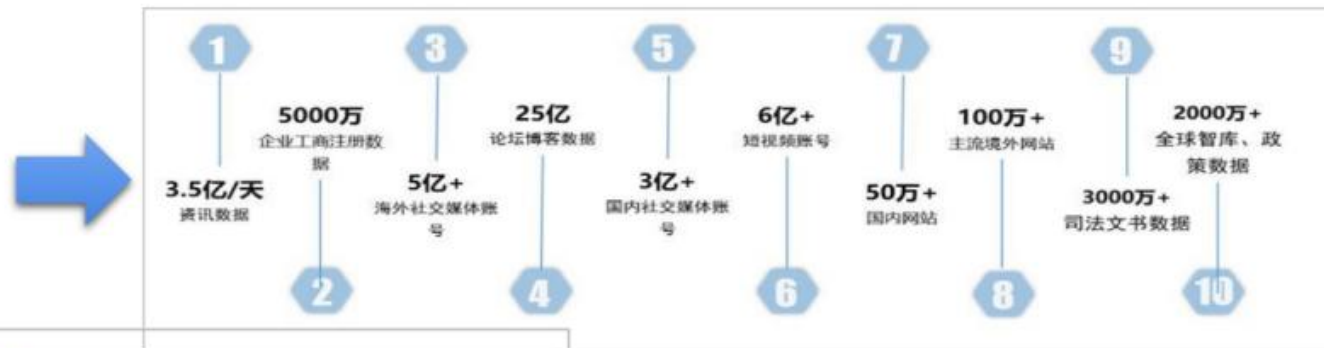 1
3.5亿/天
资讯数据
5000万
企业工商注册数
据
2
3
5亿+
海外社交媒体账
号
25亿
论坛博客数据
4
5
3亿+
国内社交媒体账
号
6亿+
短视频账号
6
7
50万+
国内网站
100万+
主流境外网站
8
9
3000万+
司法文书数据
2000万+
全球智库、政
策数据
10